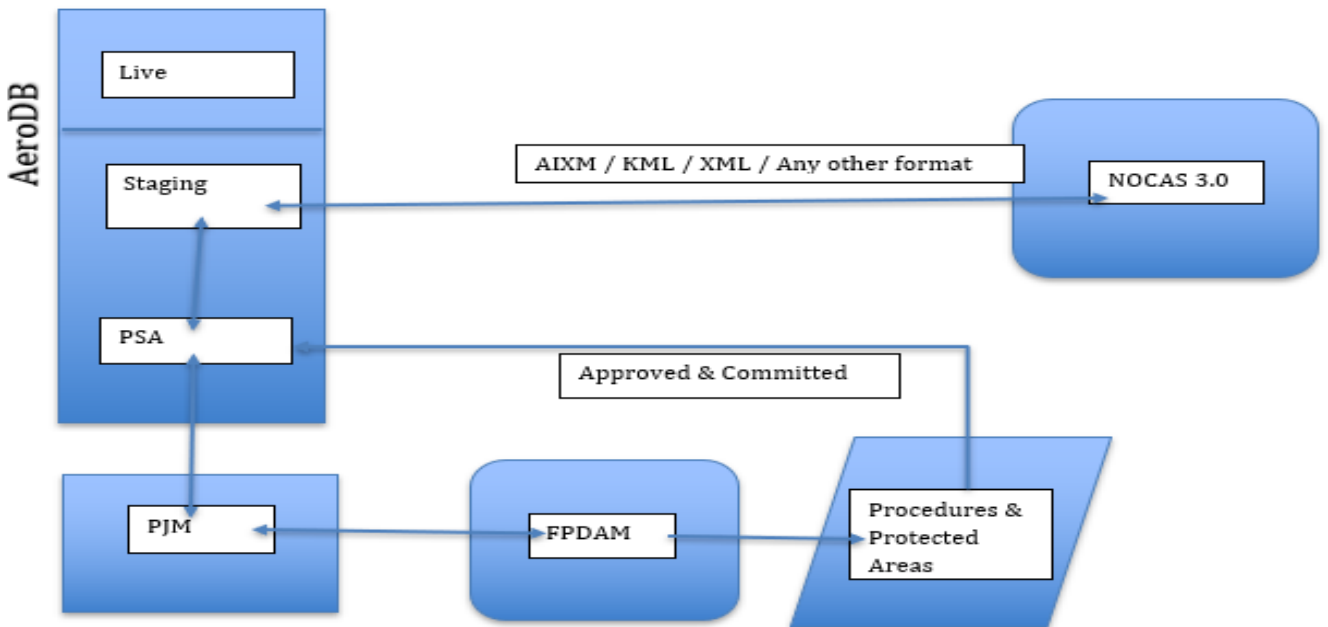 AeroDB
Live
Staging
AIXM / KML / XML / Any other format
NOCAS 3.0
PSA
Approved & Committed
PJM
FPDAM
Procedures &
Protected
Areas